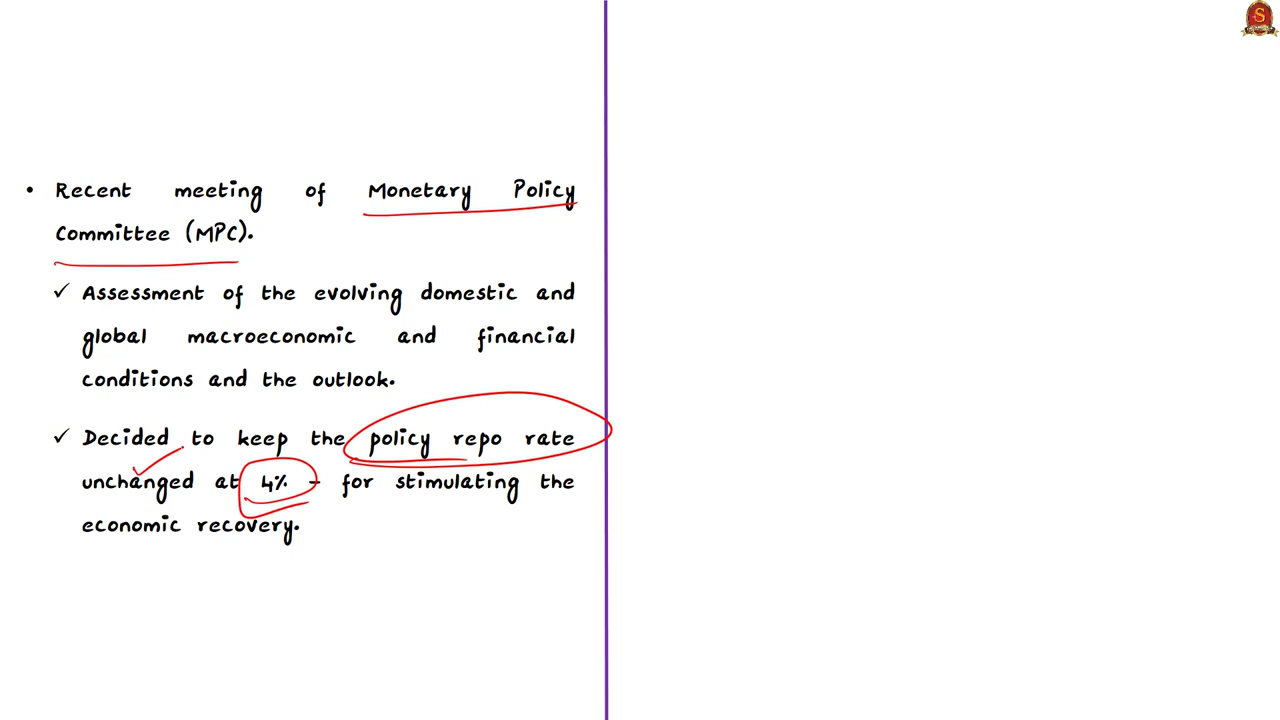 • Recent meeting of Monetary Policy
Committee (MPC).
✓ Assessment of the evolving domestic and
global macroeconomic and financial
conditions and the outlook.
✓ Decided to keep the policy repo rate
unchanged at 4% - for stimulating the
economic recovery.